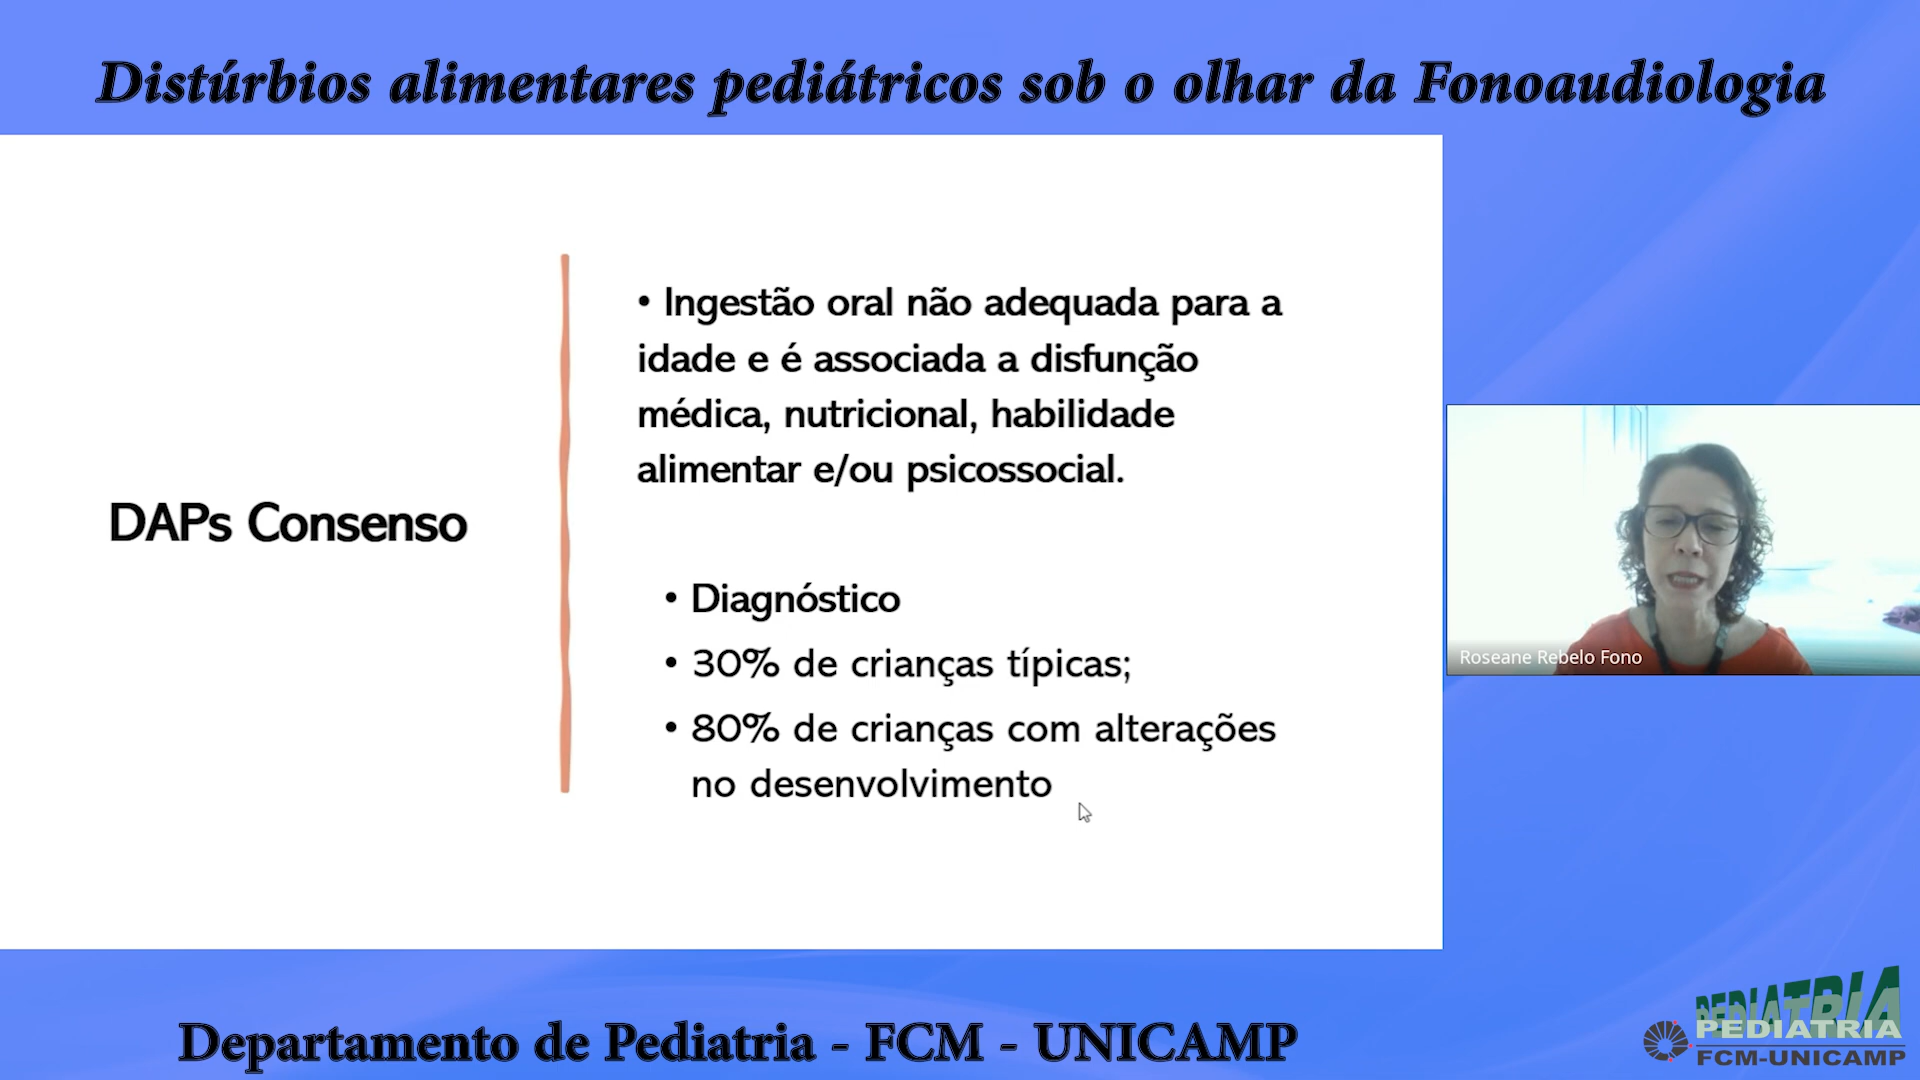 Distúrbios alimentares pediátricos sob o olhar da Fonoaudiologia
DAPs Consenso
• Ingestão oral não adequada para a
idade e é associada a disfunção
médica, nutricional, habilidade
alimentar e/ou psicossocial.
• Diagnóstico
• 30% de crianças típicas;
• 80% de crianças com alterações
no desenvolvimento
Roseane Rebelo Fono
Departamento de Pediatria - FCM - UNICAMP
PEDIATRIA
PEDIATRIA
FCM-UNICAMP